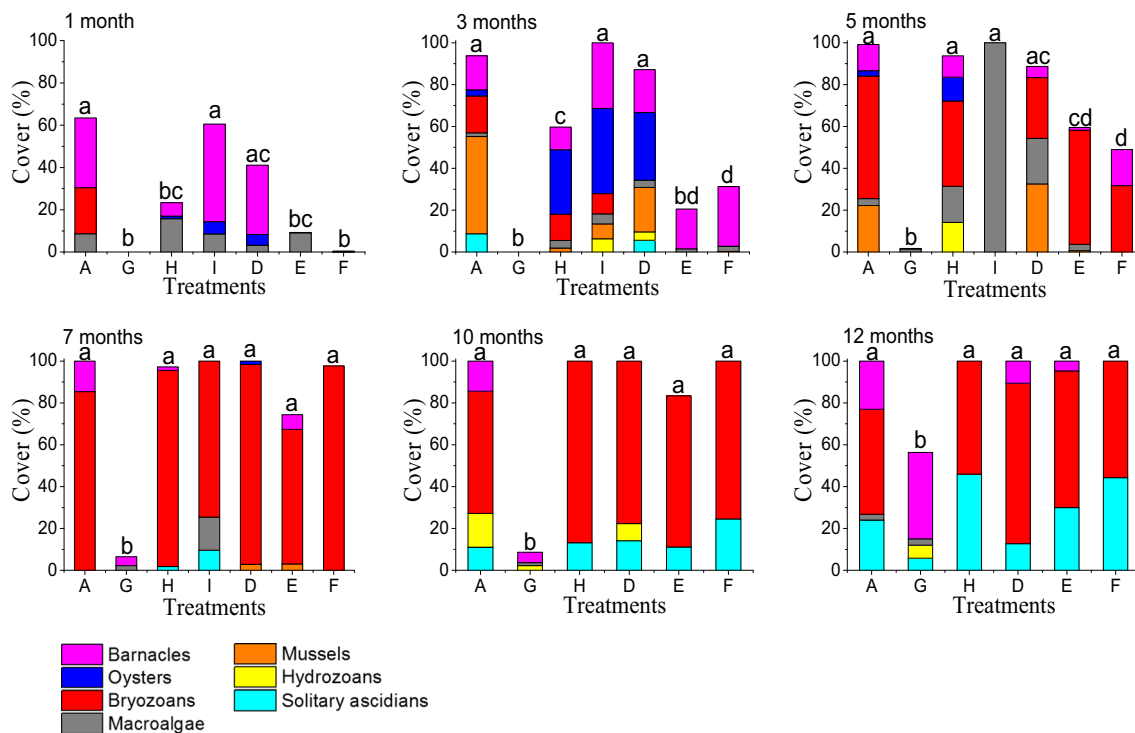 1 month
Cover (%)
100
80
60
40
20
0
a
b
bc
a
ac
bc
b
A G H I D E F
Treatments
3 months
Cover (%)
100
80
60
40
20
0
a
b
c
a
a
bd
d
A G H I D E F
Treatments
5 months
Cover (%)
100
80
60
40
20
0
a
b
a
a
ac
cd
d
A G H I D E F
Treatments
7 months
Cover (%)
100
80
60
40
20
0
a
b
a
a
a
a
a
A G H I D E F
Treatments
10 months
Cover (%)
100
80
60
40
20
0
a
b
a
a
a
a
A G H D E F
Treatments
12 months
Cover (%)
100
80
60
40
20
0
a
b
a
a
a
a
A G H D E F
Treatments
Barnacles
Oysters
Bryozoans
Macroalgae
Mussels
Hydrozoans
Solitary ascidians